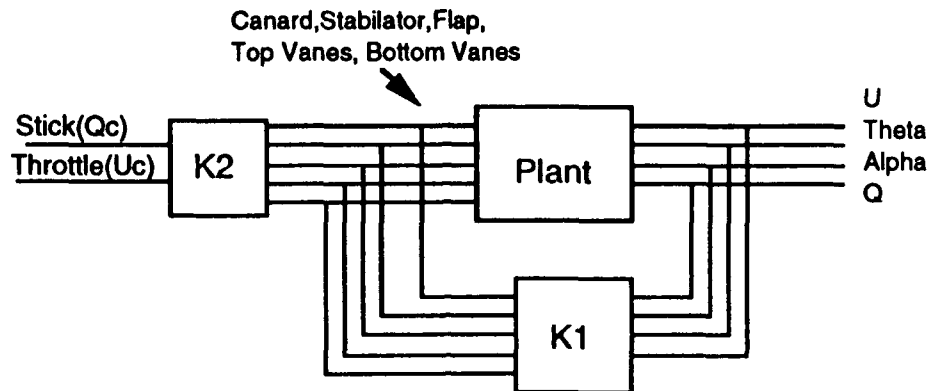 Canard,Stabilator,Flap,
Top Vanes, Bottom Vanes
Stick(Qc)
Throttle(Uc)
K2
Plant
U
Theta
Alpha
Q
K1